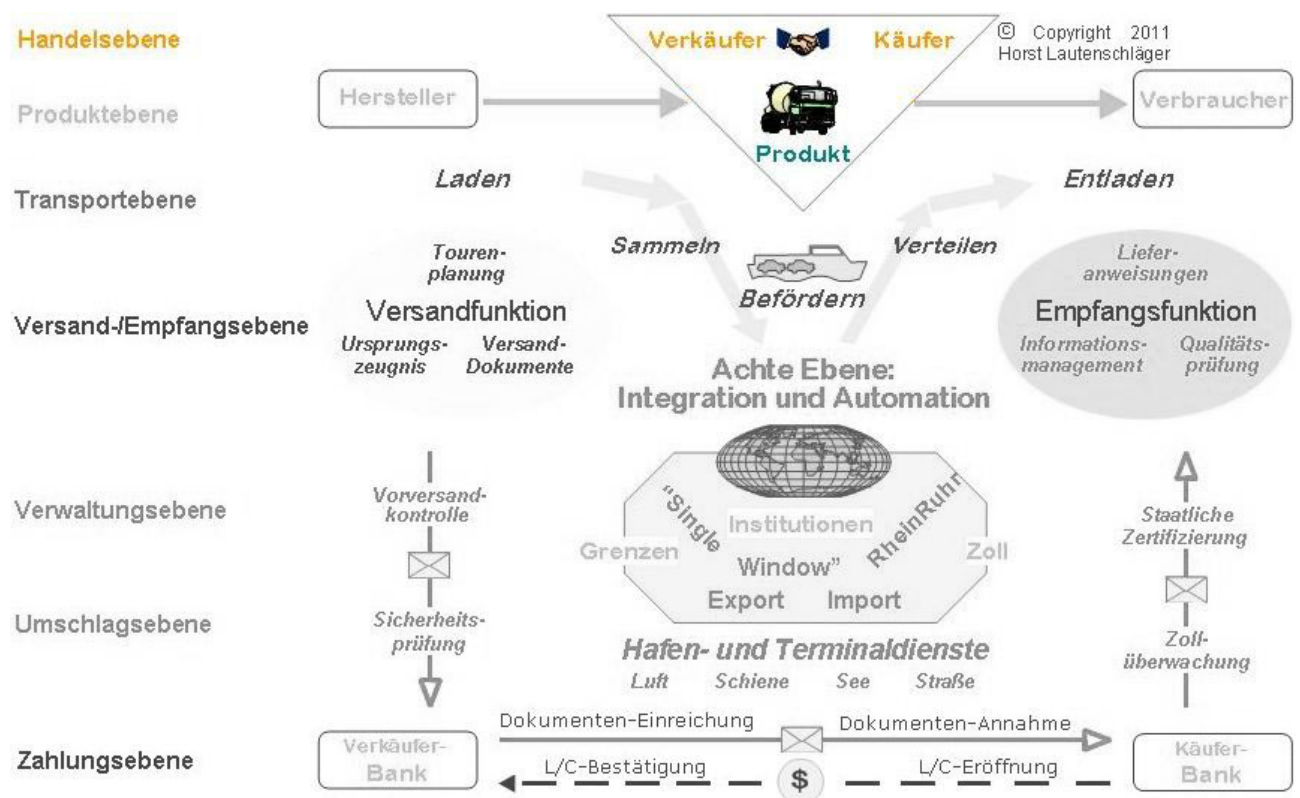 Handelsebene
Verkäufer Käufer
© Copyright 2011
Horst Lautenschläger
Produktebene
Hersteller
Verbraucher
Produkt
Transportebene
Laden
Entladen
Sammeln
Verteilen
Befördern
Versand-/Empfangsebene
Touren-
planung
Versandfunktion
Ursprungs-
zeugnis
Versand-
Dokumente
Liefer-
anweisungen
Empfangsfunktion
Informations-
management
Qualitäts-
prüfung
Achte Ebene:
Integration und Automation
Verwaltungsebene
Vorversand-
kontrolle
"Single
Window"
RheinRuhr
Institutionen
Grenzen
Zoll
Export Import
Staatliche
Zertifizierung
Umschlagsebene
Sicherheits-
prüfung
Hafen- und Terminaldienste
Luft Schiene See Straße
Zoll-
überwachung
Zahlungsebene
Verkäufer-
Bank
Dokumenten-Einreichung
Dokumenten-Annahme
L/C-Bestätigung
$
L/C-Eröffnung
Käufer-
Bank